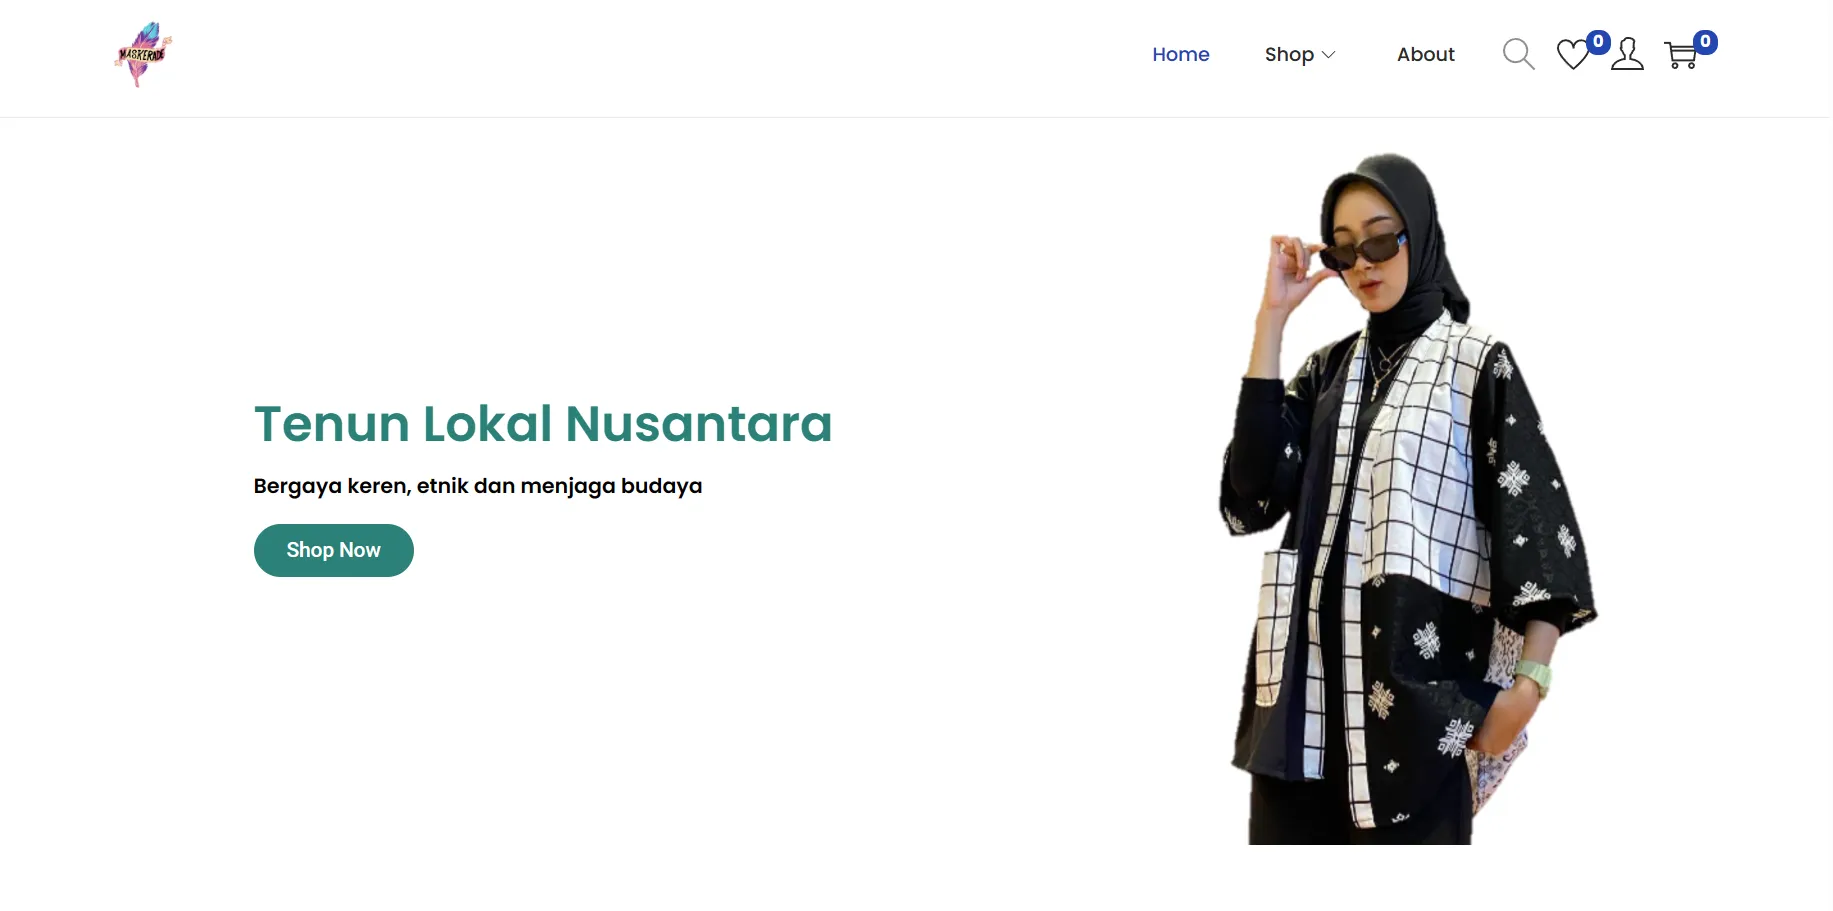 MASKERADE
Home
Shop
About
0
0
Tenun Lokal Nusantara
Bergaya keren, etnik dan menjaga budaya
Shop Now